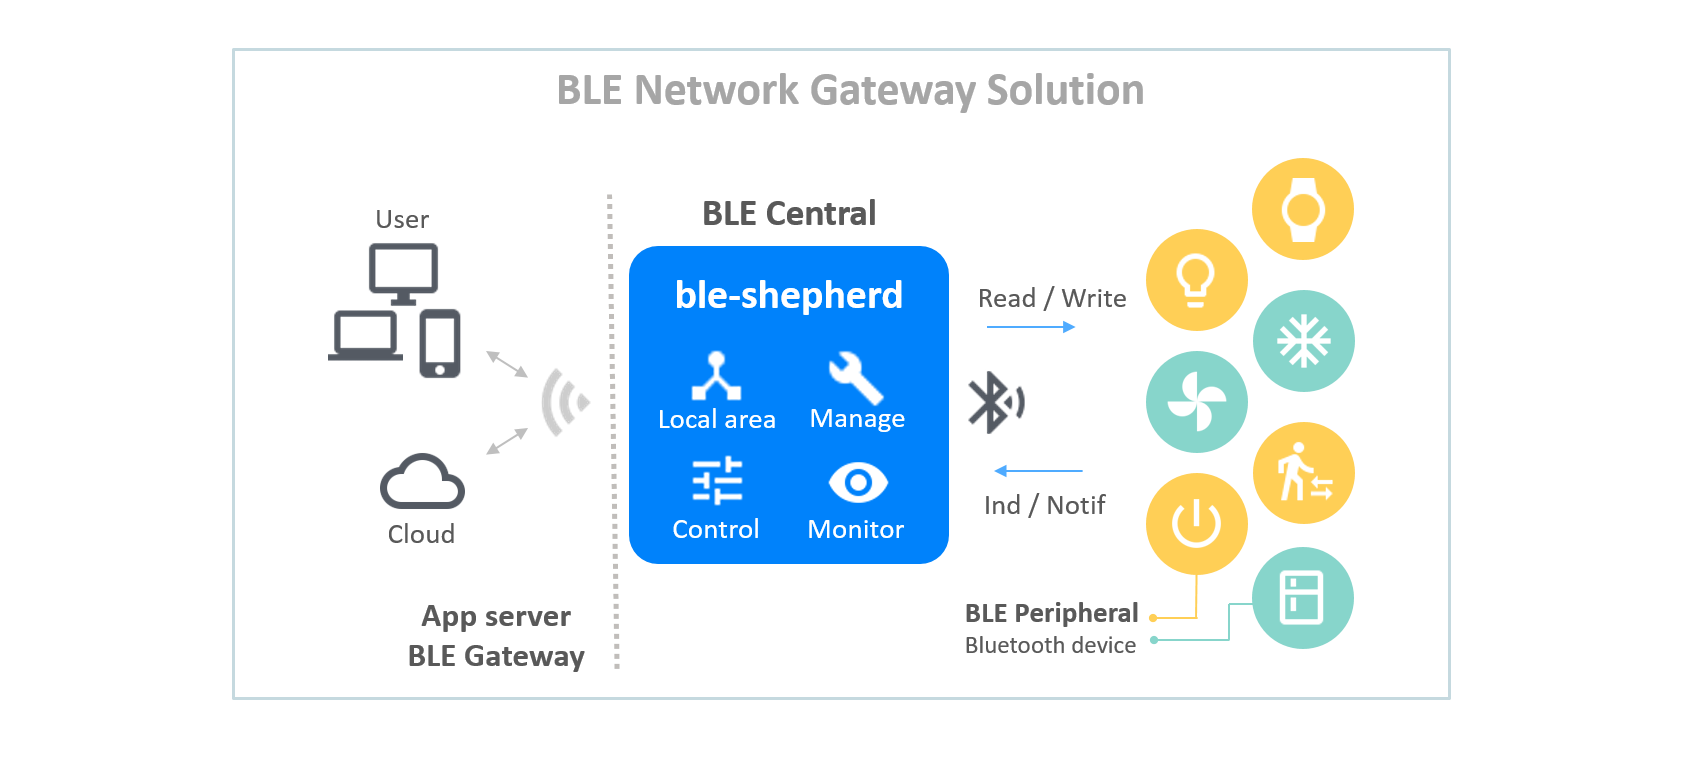 BLE Network Gateway Solution
User
Cloud
App server
BLE Gateway
BLE Central
ble-shepherd
Local area
Manage
Control
Monitor
Read / Write
Ind / Notif
BLE Peripheral
Bluetooth device